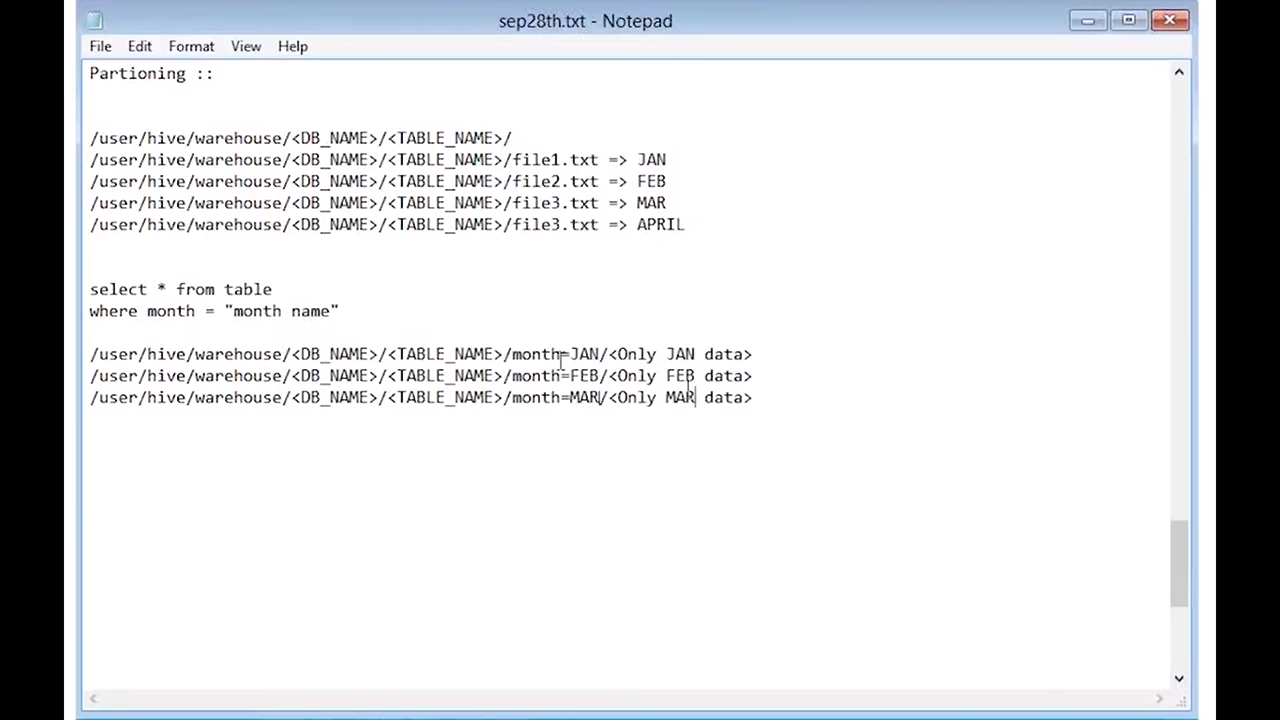 sep28th.txt - Notepad
File Edit Format View Help
Partioning ::
/user/hive/warehouse/<DB_NAME>/<TABLE_NAME>/
/user/hive/warehouse/<DB_NAME>/<TABLE_NAME>/file1.txt => JAN
/user/hive/warehouse/<DB_NAME>/<TABLE_NAME>/file2.txt => FEB
/user/hive/warehouse/<DB_NAME>/<TABLE_NAME>/file3.txt => MAR
/user/hive/warehouse/<DB_NAME>/<TABLE_NAME>/file3.txt => APRIL
select * from table
where month = "month name"
/user/hive/warehouse/<DB_NAME>/<TABLE_NAME>/month=JAN/<Only JAN data>
/user/hive/warehouse/<DB_NAME>/<TABLE_NAME>/month=FEB/<Only FEB data>
/user/hive/warehouse/<DB_NAME>/<TABLE_NAME>/month=MAR/<Only MAR data>